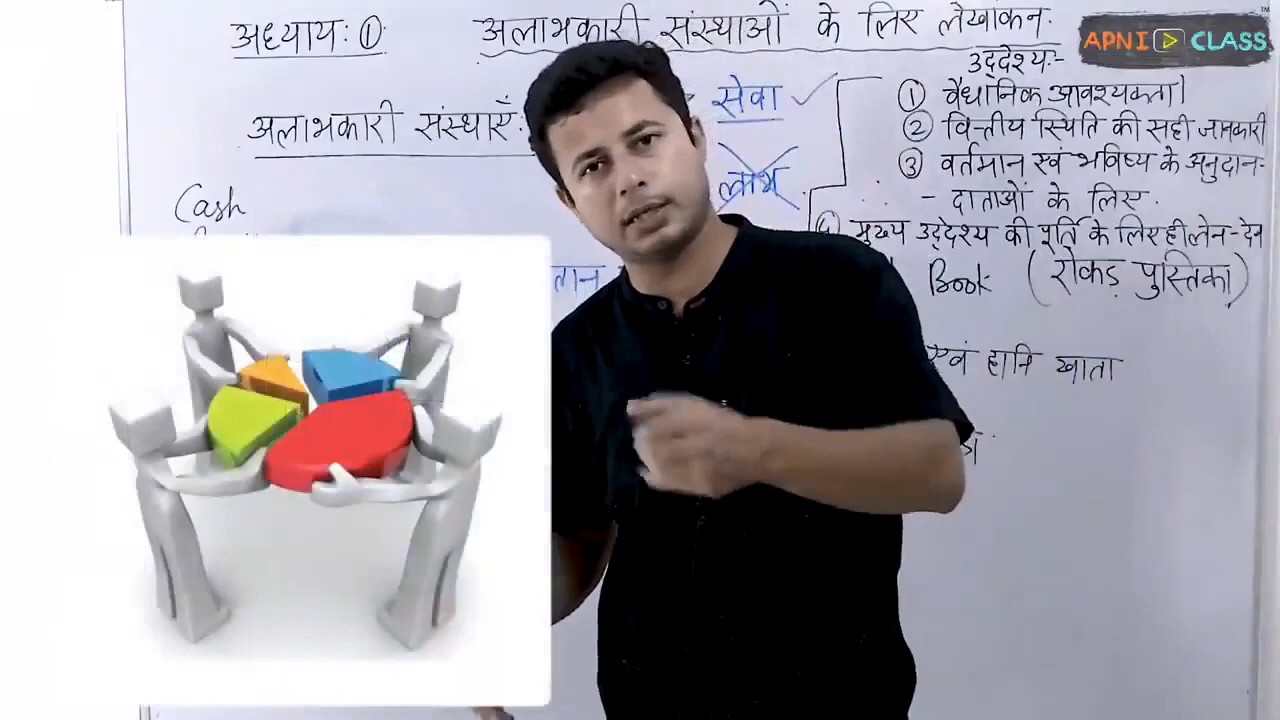 अध्याय: ①
अलाभकारी संस्थाओं के लिए लेखांकन.
APNI CLASS
उद्देश्य:-
अलाभकारी संस्थाएँ:
सेवा
लाभ
① वैधानिक आवश्यकता।
② वित्तीय स्थिति की सही जानकारी
③ वर्तमान एवं भविष्य के अनुदान-
- दाताओं के लिए.
④ मुख्य उद्देश्य की पूर्ति के लिए ही लेन-देन
Cash
Book (रोकड़ पुस्तिका)
एवं हानि खाता